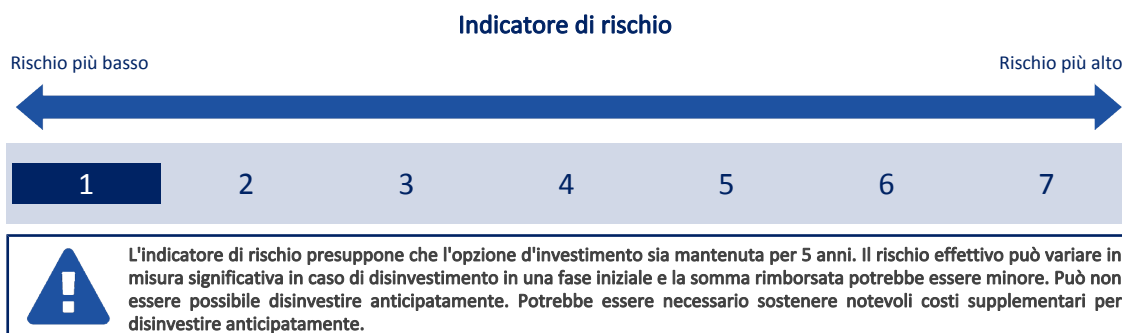 Indicatore di rischio
Rischio più basso
Rischio più alto
1 2 3 4 5 6 7
L'indicatore di rischio presuppone che l'opzione d'investimento sia mantenuta per 5 anni. Il rischio effettivo può variare in
misura significativa in caso di disinvestimento in una fase iniziale e la somma rimborsata potrebbe essere minore. Può non
essere possibile disinvestire anticipatamente. Potrebbe essere necessario sostenere notevoli costi supplementari per
disinvestire anticipatamente.